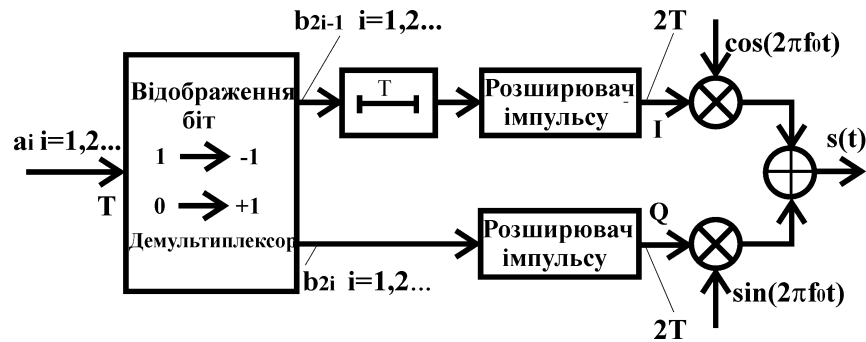 b2i-1 i=1,2...
2T
cos(2πf0t)
Відображення
біт
1 -1
0 +1
Демультиплексор
T
Розширювач
імпульсу
I
ai i=1,2...
T
s(t)
Q
Розширювач
імпульсу
b2i i=1,2...
2T
sin(2πf0t)